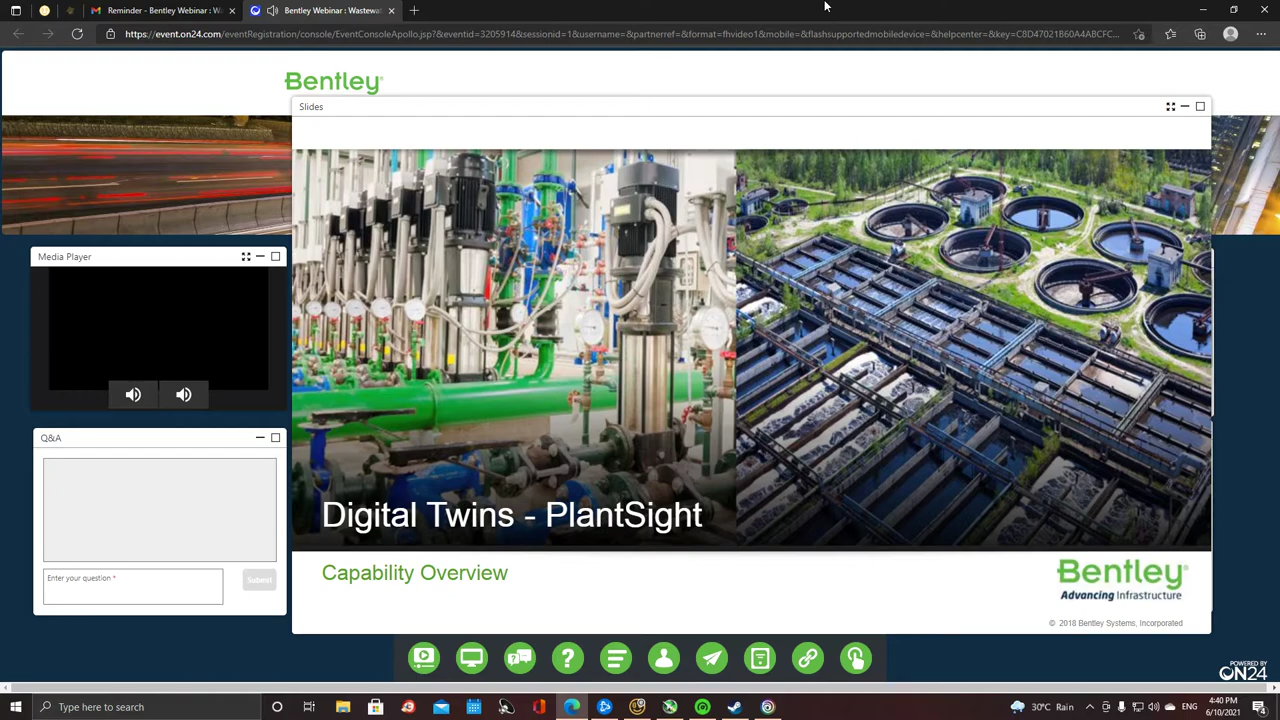 Reminder - Bentley Webinar : Wa
Bentley Webinar : Wastewa
https://event.on24.com/eventRegistration/console/EventConsoleApollo.jsp?&eventid=3205914&sessionid=1&username=&partnerref=&format=fhvideo1&mobile=&flashsupportedmobiledevice=&helpcenter=&key=C8D47021B60A4ABCFC...
Bentley®
Slides
Media Player
Q&A
Enter your question *
Submit
Digital Twins - PlantSight
Capability Overview
Bentley®
Advancing Infrastructure
© 2018 Bentley Systems, Incorporated
POWERED BY
ON24
Type here to search
30°C Rain
4:40 PM
6/10/2021